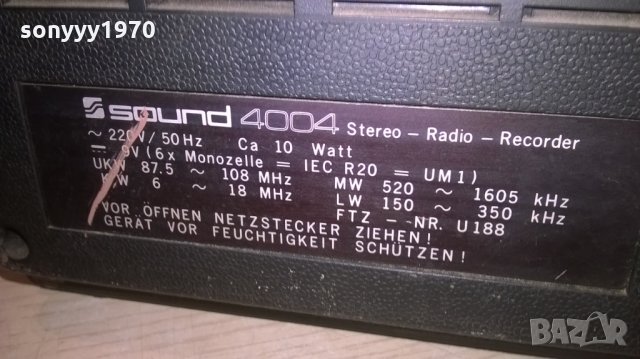 sonyyy1970
sound 4004 Stereo - Radio - Recorder
~ 220V/50Hz Ca 10 Watt
9V (6x Monozelle = IEC R20 = UM1)
UKW 87.5 ~ 108 MHz MW 520 ~ 1605 kHz
6 ~ 18 MHz LW 150 ~ 350 kHz
FTZ - -NR. U188
VOR ÖFFNEN NETZSTECKER ZIEHEN!
GERÄT VOR FEUCHTIGKEIT SCHÜTZEN!
BAZAR